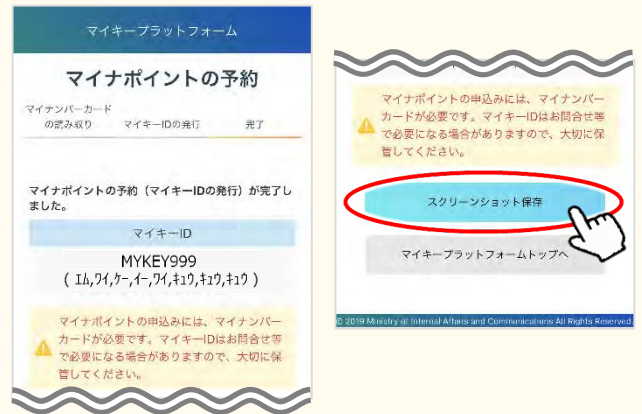 マイキープラットフォーム
マイナポイントの予約
マイナンバーカード
の読み取り
マイキーIDの発行
完了
マイナポイントの予約（マイキーIDの発行）が完了し
ました。
マイキーID
MYKEY999
( ｴﾑ,ﾜｲ,ｹｰ,ｲｰ,ﾜｲ,ｷｭｳ,ｷｭｳ,ｷｭｳ )
マイナポイントの申込みには、マイナンバー
カードが必要です。マイキーIDはお問合せ等
で必要になる場合がありますので、大切に保
管してください。
マイナポイントの申込みには、マイナンバー
カードが必要です。マイキーIDはお問合せ等
で必要になる場合がありますので、大切に保
管してください。
スクリーンショット保存
マイキープラットフォームトップへ
© 2019 Ministry of Internal Affairs and Communications All Rights Reserved.